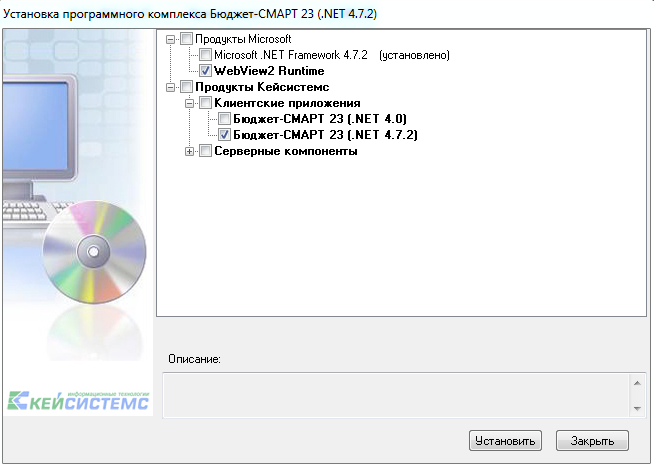 Установка программного комплекса Бюджет-СМАРТ 23 (.NET 4.7.2)
Продукты Microsoft
Microsoft .NET Framework 4.7.2 (установлено)
WebView2 Runtime
Продукты Кейсистемс
Клиентские приложения
Бюджет-СМАРТ 23 (.NET 4.0)
Бюджет-СМАРТ 23 (.NET 4.7.2)
Серверные компоненты
Описание:
информационные технологии
КЕЙСИСТЕМС
Установить Закрыть